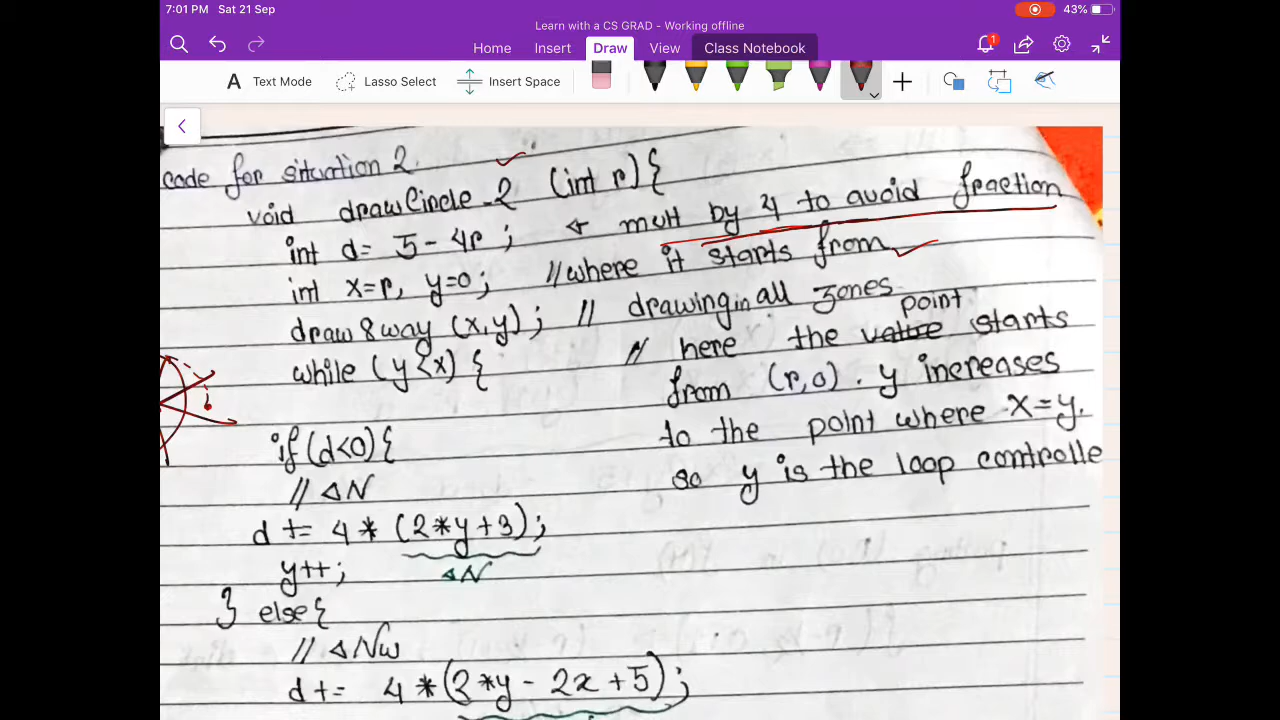 7:01 PM Sat 21 Sep
43%
Learn with a CS GRAD - Working offline
Home Insert Draw View Class Notebook
1
A Text Mode Lasso Select Insert Space
code for situation 2
void drawCircle_2 (int r) {
int d = 5 - 4r ; mult by 4 to avoid fraction
int x=r, y=0; //where it starts from
draw8way (x,y); // drawing in all zones
while (y<x) { // here the point starts
from (r,0). y increases
to the point where x=y.
so y is the loop controlle
if (d<0) {
// ΔN
d += 4 * (2*y+3);
ΔN
y++;
} else {
// ΔNw
d += 4 * (2*y - 2x + 5);